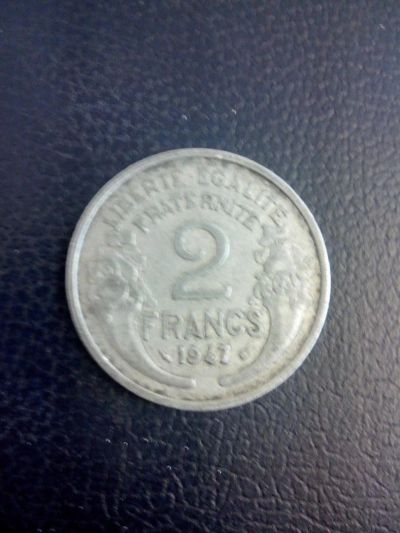 LIBERTE·EGALITE
FRATERNITE
2
FRANCS
1947